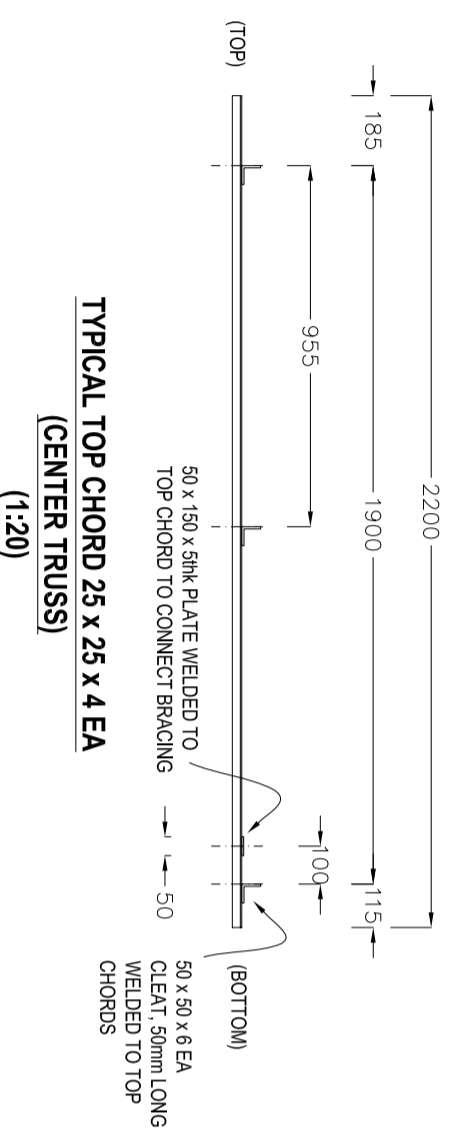 2200
185
1900
115
955
100
(TOP)
(BOTTOM)
50
50 x 150 x 5thk PLATE WELDED TO
TOP CHORD TO CONNECT BRACING
50 x 50 x 6 EA
CLEAT, 50mm LONG
WELDED TO TOP
CHORDS
TYPICAL TOP CHORD 25 x 25 x 4 EA
(CENTER TRUSS)
(1:20)